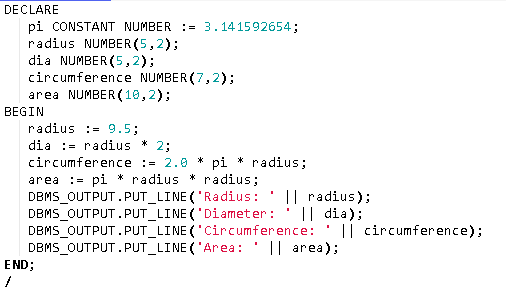 DECLARE
pi CONSTANT NUMBER := 3.141592654;
radius NUMBER(5,2);
dia NUMBER(5,2);
circumference NUMBER(7,2);
area NUMBER(10,2);
BEGIN
radius := 9.5;
dia := radius * 2;
circumference := 2.0 * pi * radius;
area := pi * radius * radius;
DBMS_OUTPUT.PUT_LINE('Radius: ' || radius);
DBMS_OUTPUT.PUT_LINE('Diameter: ' || dia);
DBMS_OUTPUT.PUT_LINE('Circumference: ' || circumference);
DBMS_OUTPUT.PUT_LINE('Area: ' || area);
END;
/